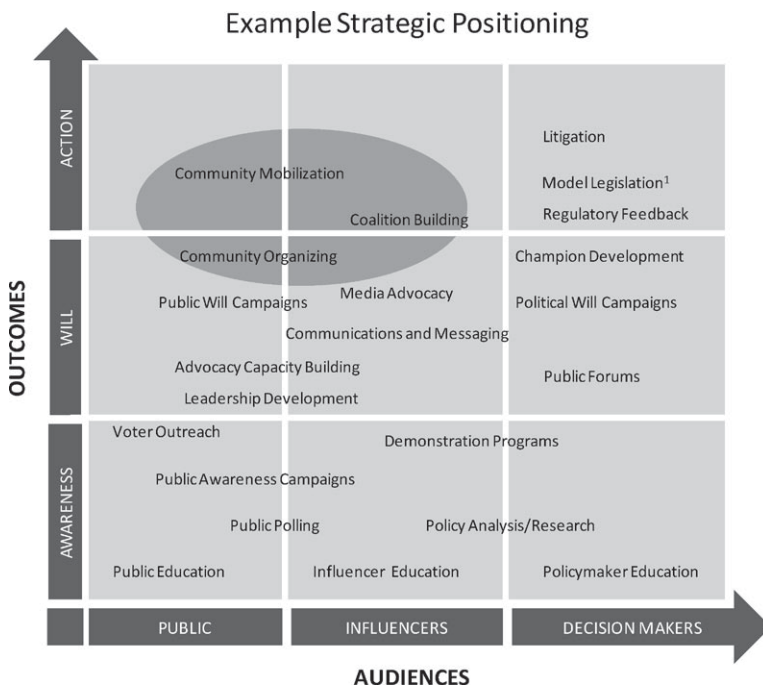 Example Strategic Positioning
OUTCOMES
ACTION
Community Mobilization
Coalition Building
Litigation
Model Legislation¹
Regulatory Feedback
WILL
Community Organizing
Media Advocacy
Public Will Campaigns
Communications and Messaging
Advocacy Capacity Building
Leadership Development
Champion Development
Political Will Campaigns
Public Forums
AWARENESS
Voter Outreach
Demonstration Programs
Public Awareness Campaigns
Public Polling
Policy Analysis/Research
Public Education
Influencer Education
Policymaker Education
PUBLIC
INFLUENCERS
DECISION MAKERS
AUDIENCES